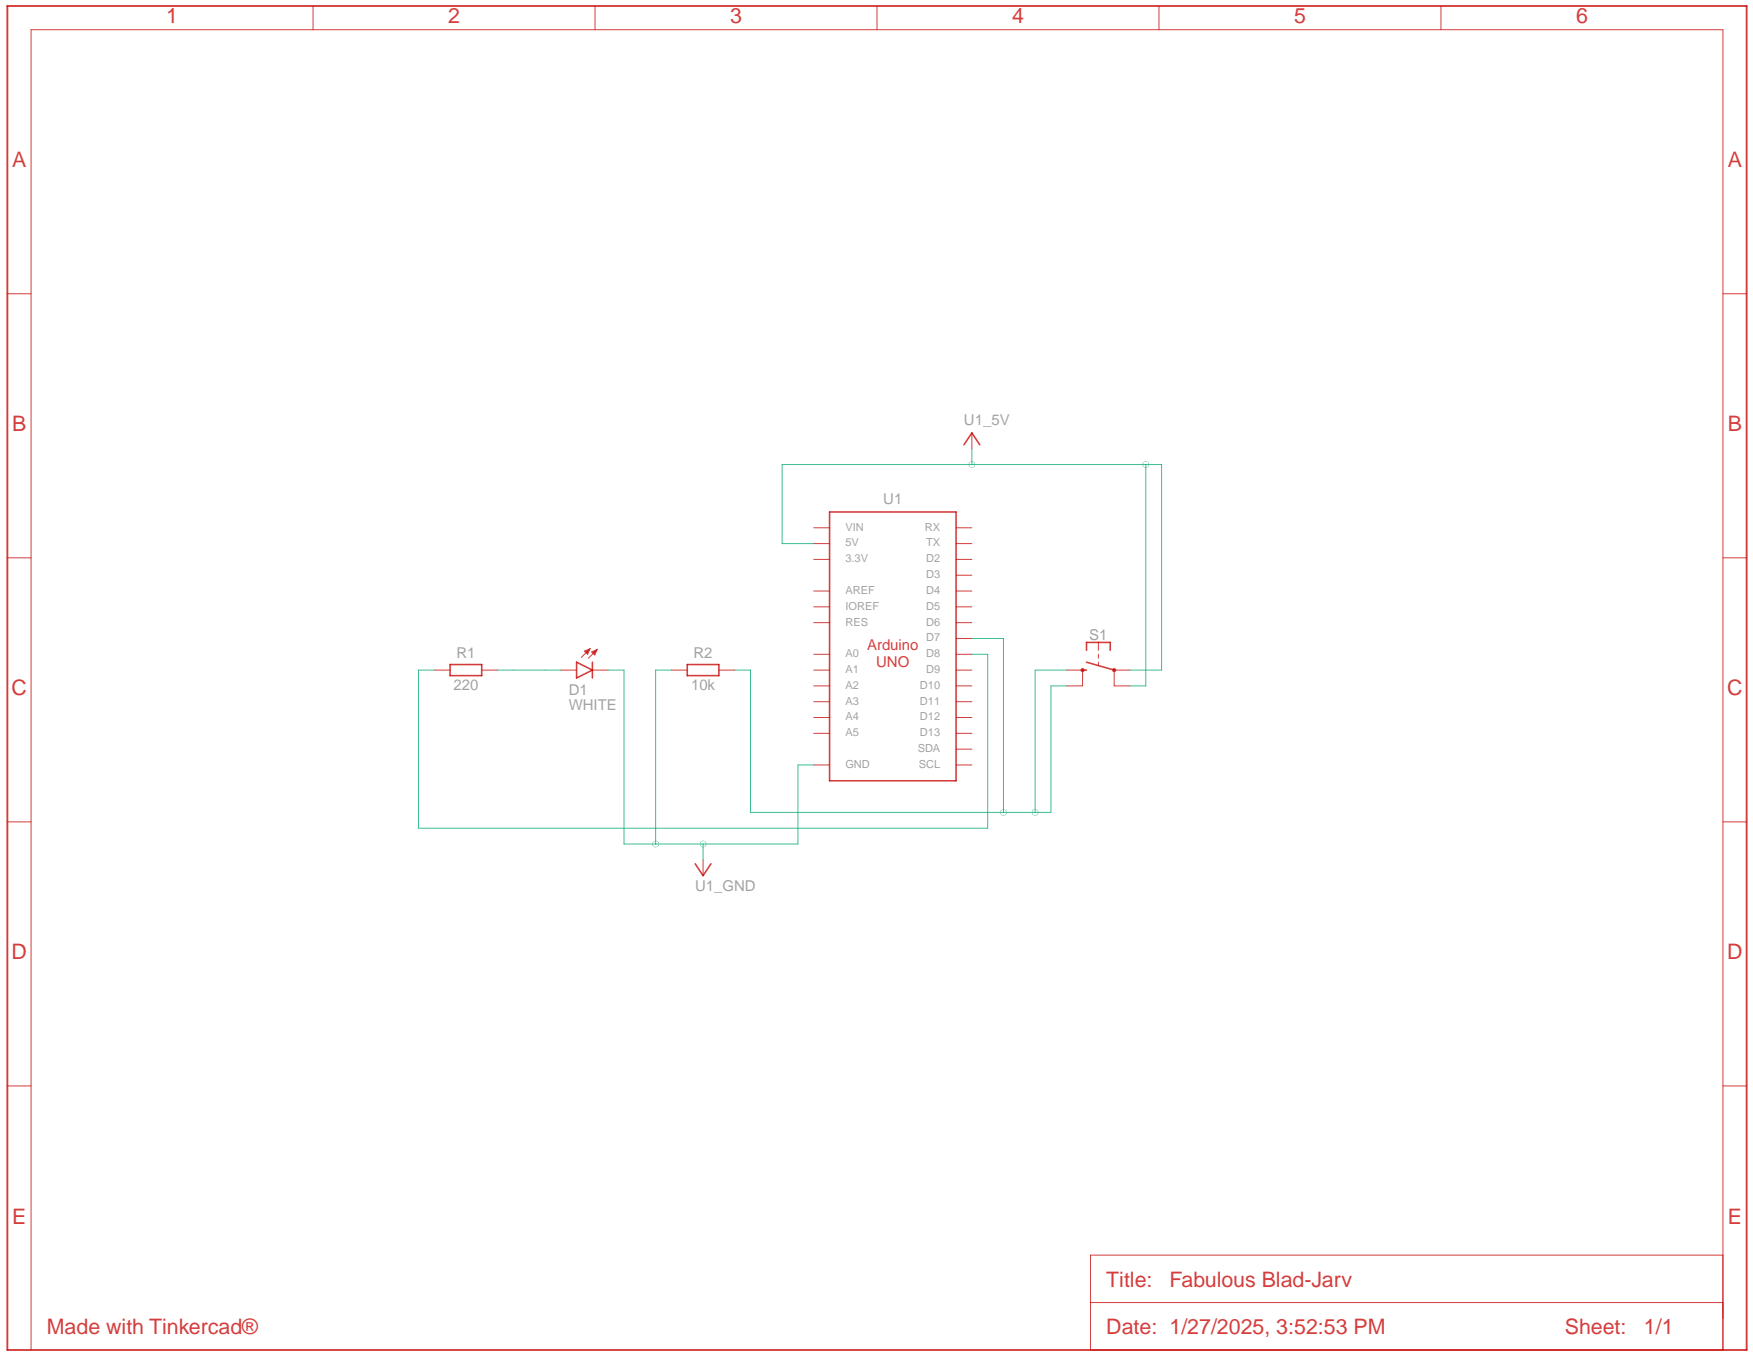 1 2 3 4 5 6
A A
B B
U1_5V
U1
VIN RX
5V TX
3.3V D2
D3
AREF D4
IOREF D5
RES D6
D7
Arduino
UNO
A0 D8
A1 D9
A2 D10
A3 D11
A4 D12
A5 D13
SDA
GND SCL
S1
R1
220
D1
WHITE
R2
10k
C C
U1_GND
D D
E E
Title: Fabulous Blad-Jarv
Made with Tinkercad®
Date: 1/27/2025, 3:52:53 PM Sheet: 1/1